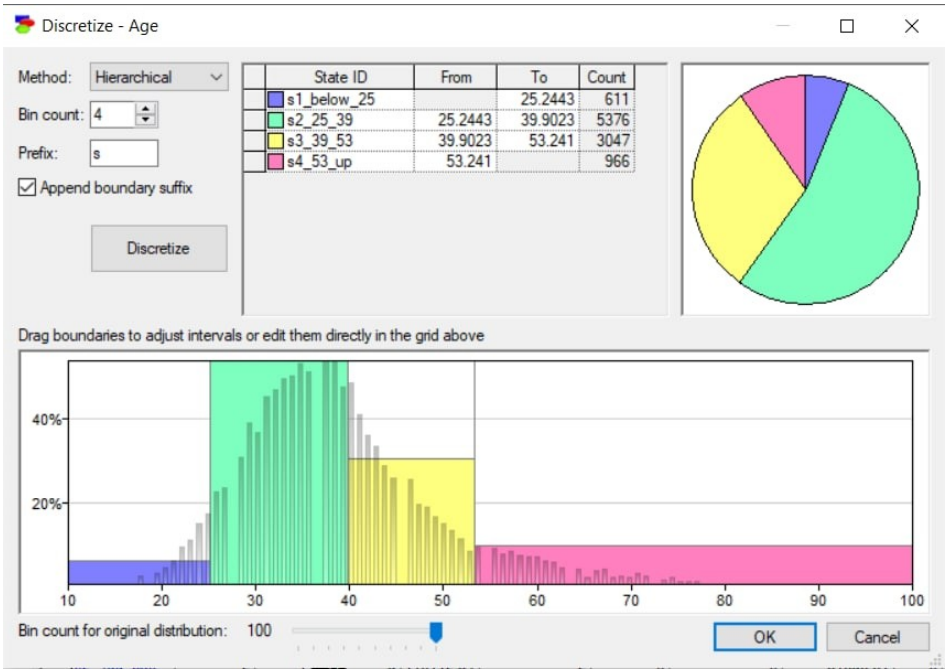 Discretize - Age
Method: Hierarchical
Bin count: 4
Prefix: s
Append boundary suffix
Discretize
State ID From To Count
s1_below_25 25.2443 611
s2_25_39 25.2443 39.9023 5376
s3_39_53 39.9023 53.241 3047
s4_53_up 53.241 966
Drag boundaries to adjust intervals or edit them directly in the grid above
40%
20%
10 20 30 40 50 60 70 80 90 100
Bin count for original distribution: 100
OK Cancel